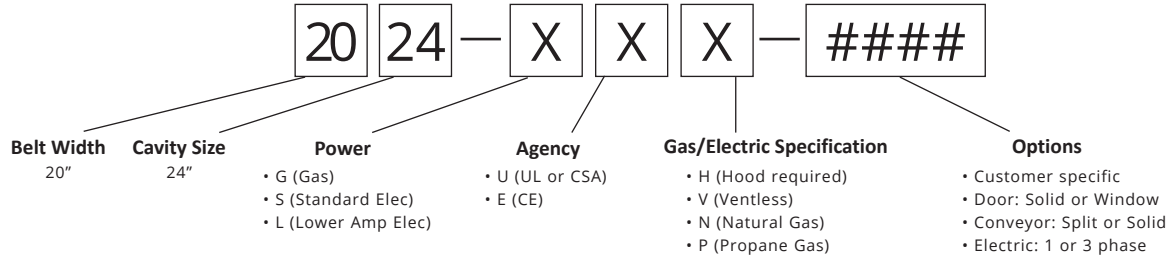 20 24 — X X X — ####
Belt Width
20”
Cavity Size
24”
Power
• G (Gas)
• S (Standard Elec)
• L (Lower Amp Elec)
Agency
• U (UL or CSA)
• E (CE)
Gas/Electric Specification
• H (Hood required)
• V (Ventless)
• N (Natural Gas)
• P (Propane Gas)
Options
• Customer specific
• Door: Solid or Window
• Conveyor: Split or Solid
• Electric: 1 or 3 phase